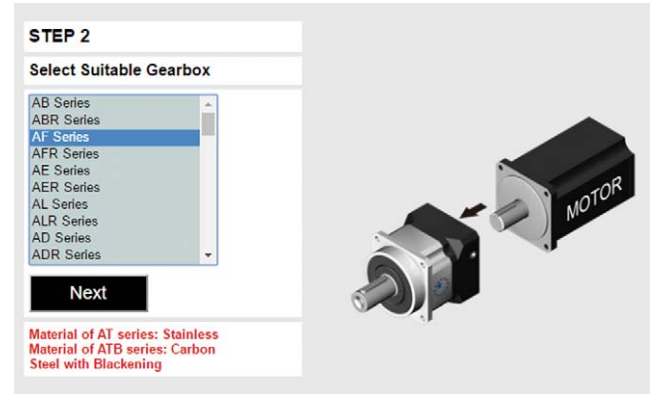 STEP 2
Select Suitable Gearbox
AB Series
ABR Series
AF Series
AFR Series
AE Series
AER Series
AL Series
ALR Series
AD Series
ADR Series
Next
Material of AT series: Stainless
Material of ATB series: Carbon
Steel with Blackening
MOTOR